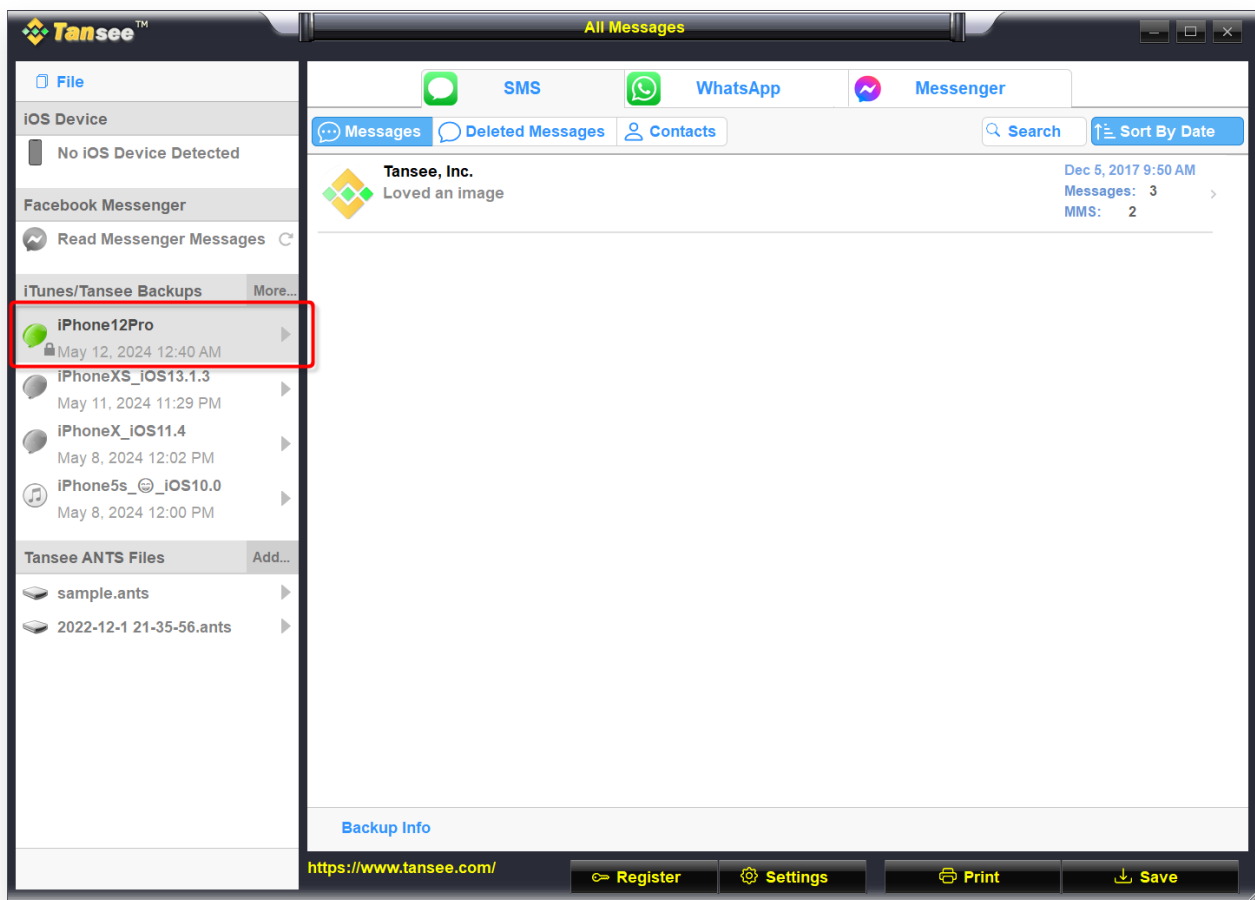 Tansee™
All Messages
File
iOS Device
No iOS Device Detected
Facebook Messenger
Read Messenger Messages
iTunes/Tansee Backups More...
iPhone12Pro
May 12, 2024 12:40 AM
iPhoneXS_iOS13.1.3
May 11, 2024 11:29 PM
iPhoneX_iOS11.4
May 8, 2024 12:02 PM
iPhone5s_😁_iOS10.0
May 8, 2024 12:00 PM
Tansee ANTS Files Add...
sample.ants
2022-12-1 21-35-56.ants
SMS WhatsApp Messenger
Messages Deleted Messages Contacts Search Sort By Date
Tansee, Inc.
Loved an image
Dec 5, 2017 9:50 AM
Messages: 3
MMS: 2
Backup Info
https://www.tansee.com/ Register Settings Print Save